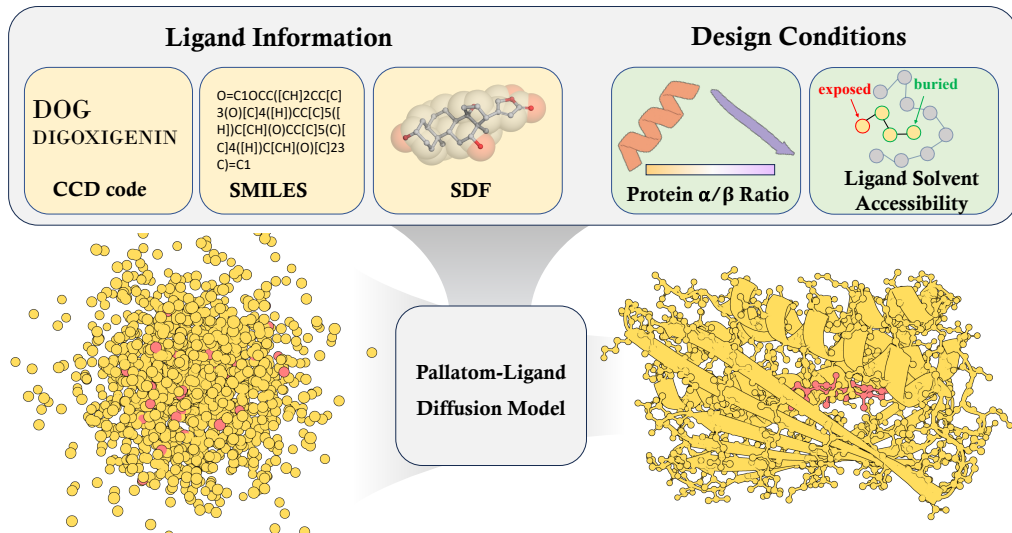 Ligand Information
Design Conditions
DOG
DIGOXIGENIN
CCD code
O=C1OCC([CH]2CC[C]
3(O)[C]4([H])CC[C]5([
H])C[CH](O)CC[C]5(C)[
C]4([H])C[CH](O)[C]23
C)=C1
SMILES
SDF
Protein α/β Ratio
exposed
buried
Ligand Solvent
Accessibility
Pallatom-Ligand
Diffusion Model